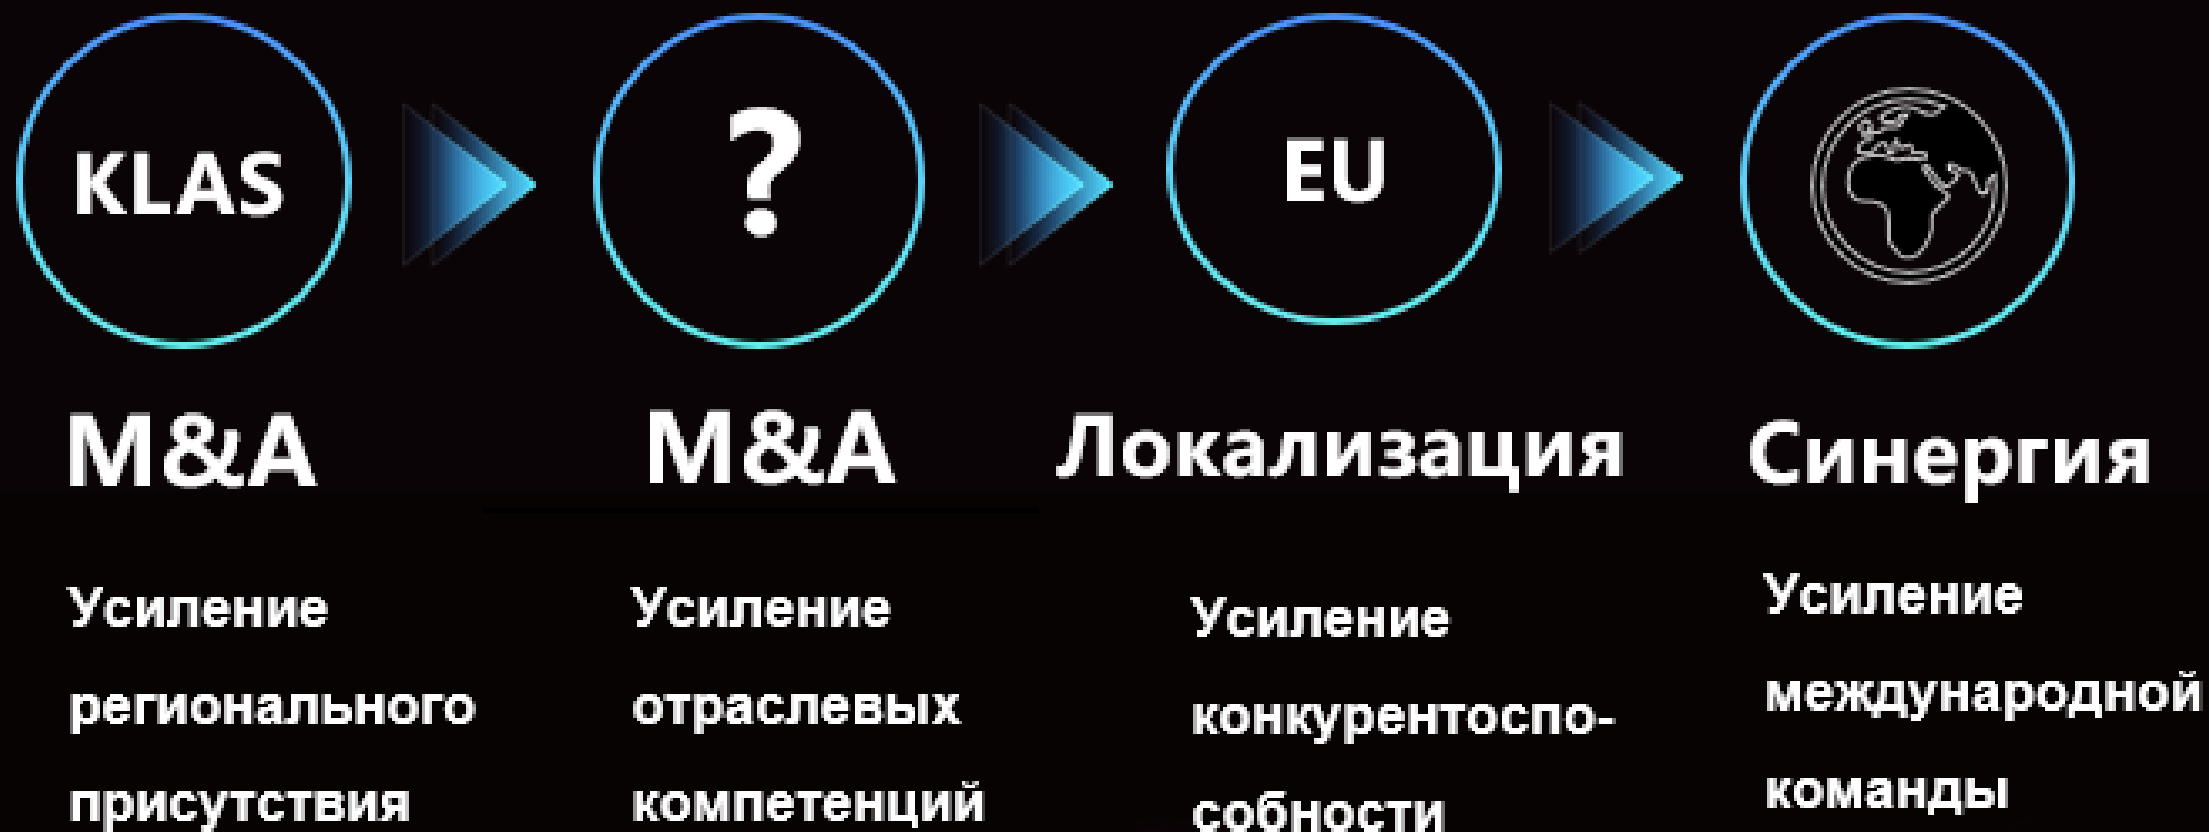 KLAS
?
EU
M&A
M&A
Локализация
Синергия
Усиление
регионального
присутствия
Усиление
отраслевых
компетенций
Усиление
конкурентоспо-
собности
Усиление
международной
команды